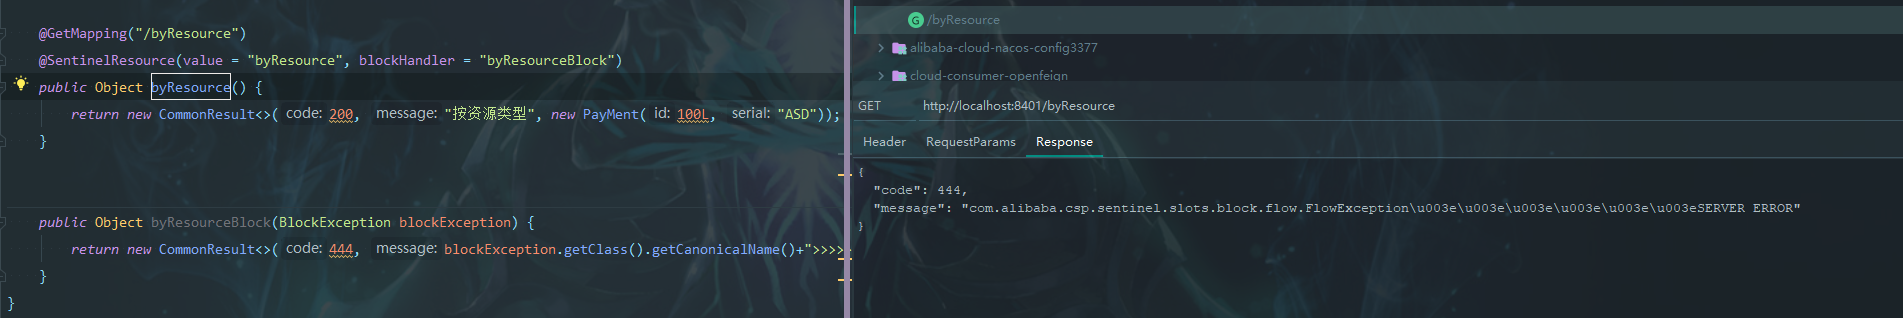 @GetMapping("/byResource")
@SentinelResource(value = "byResource", blockHandler = "byResourceBlock")
public Object byResource() {
return new CommonResult<>( code: 200, message: "按资源类型", new PayMent( id: 100L, serial: "ASD"));
}
public Object byResourceBlock(BlockException blockException) {
return new CommonResult<>( code: 444, message: blockException.getClass().getCanonicalName()+">>>>
}
}
/byResource
alibaba-cloud-nacos-config3377
cloud-consumer-openfeign
GET http://localhost:8401/byResource
Header RequestParams Response
{
"code": 444,
"message": "com.alibaba.csp.sentinel.slots.block.flow.FlowException\u003e\u003e\u003e\u003e\u003e\u003eSERVER ERROR"
}